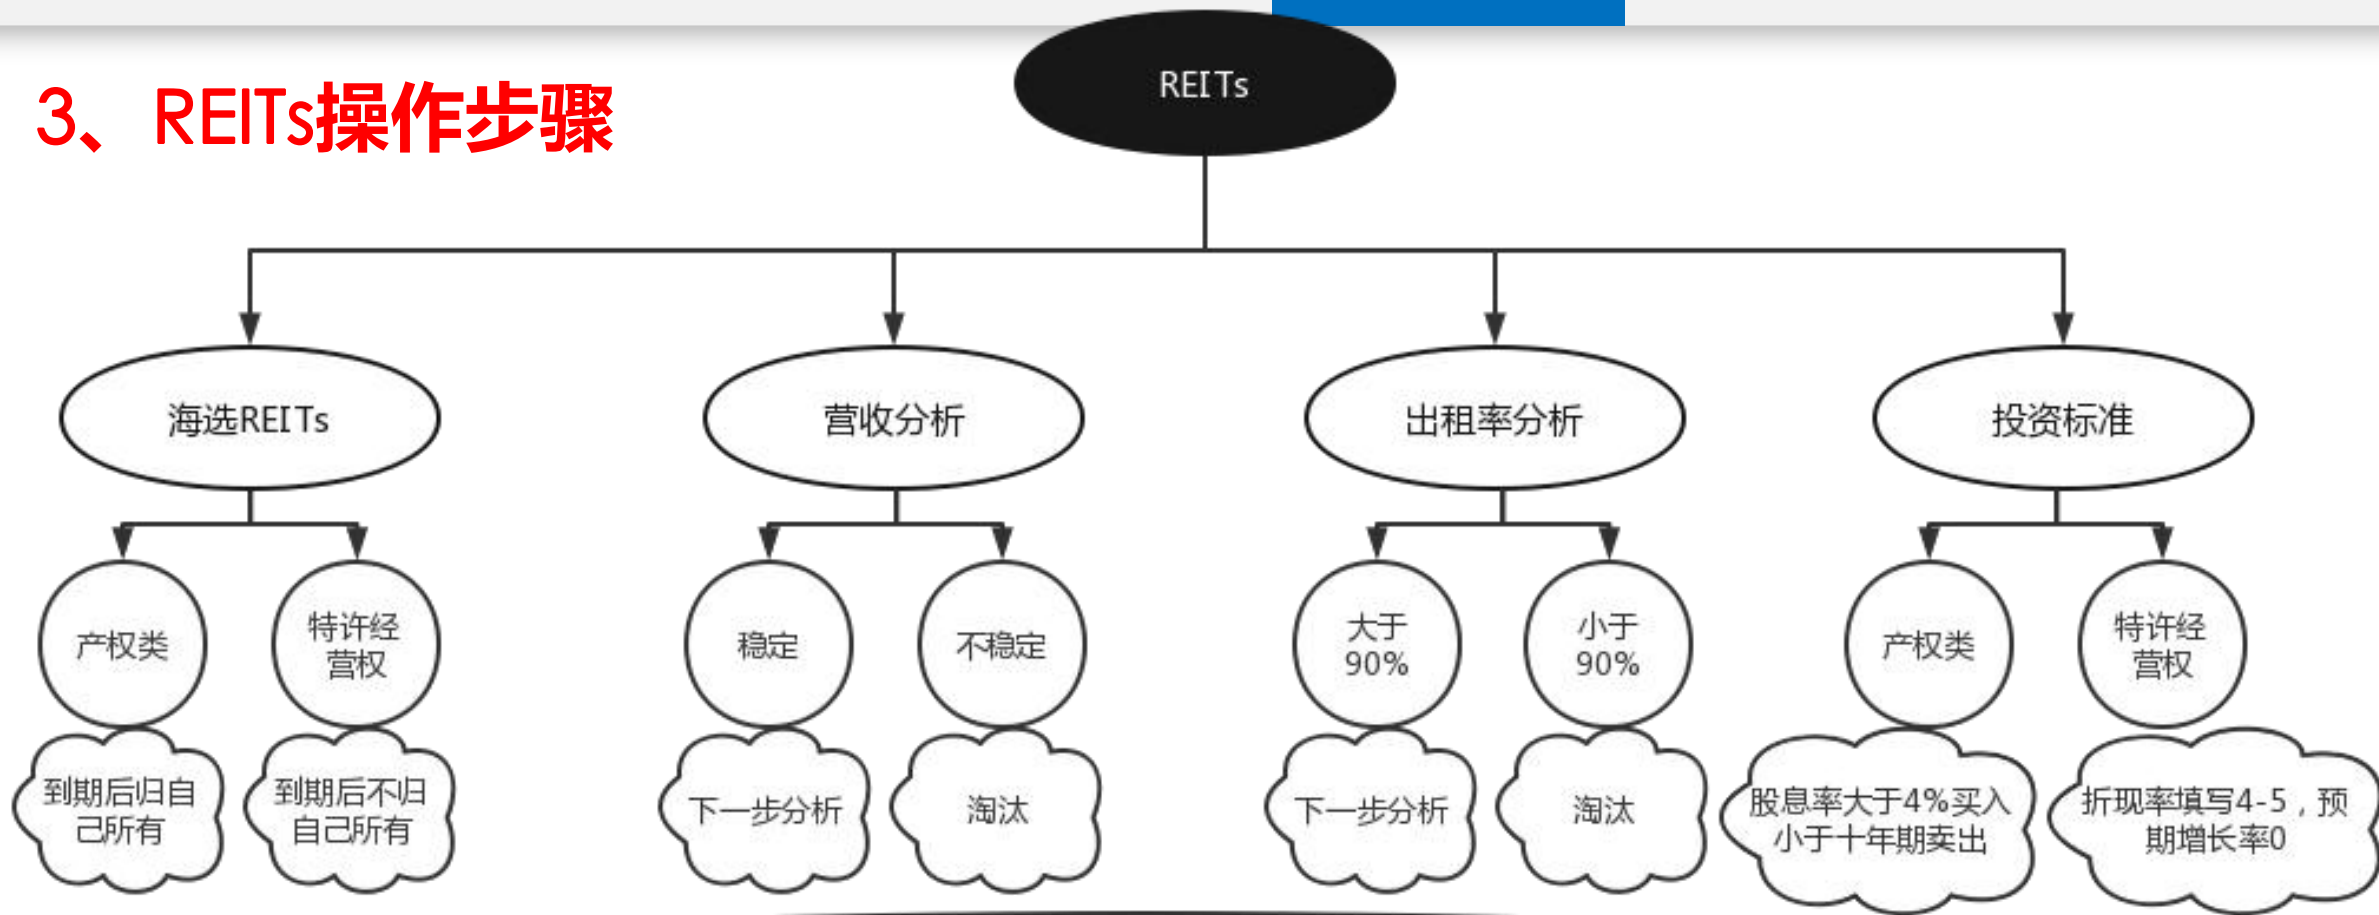 REITs
3、REITs操作步骤
海选REITs
营收分析
出租率分析
投资标准
产权类
特许经
营权
稳定
不稳定
大于
90%
小于
90%
产权类
特许经
营权
到期后归自
己所有
到期后不归
自己所有
下一步分析
淘汰
下一步分析
淘汰
股息率大于4%买入
小于十年期卖出
折现率填写4-5，预
期增长率0